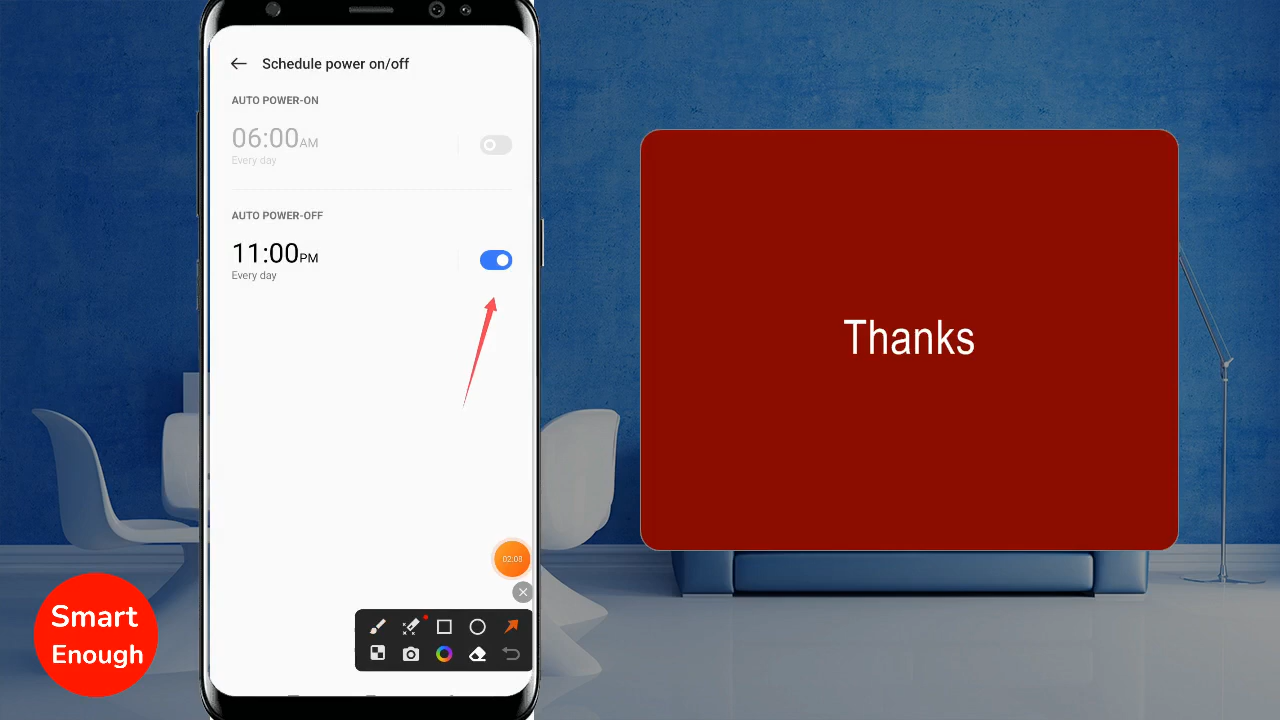 Schedule power on/off
AUTO POWER-ON
06:00AM
Every day
AUTO POWER-OFF
11:00PM
Every day
02:08
Thanks
Smart
Enough